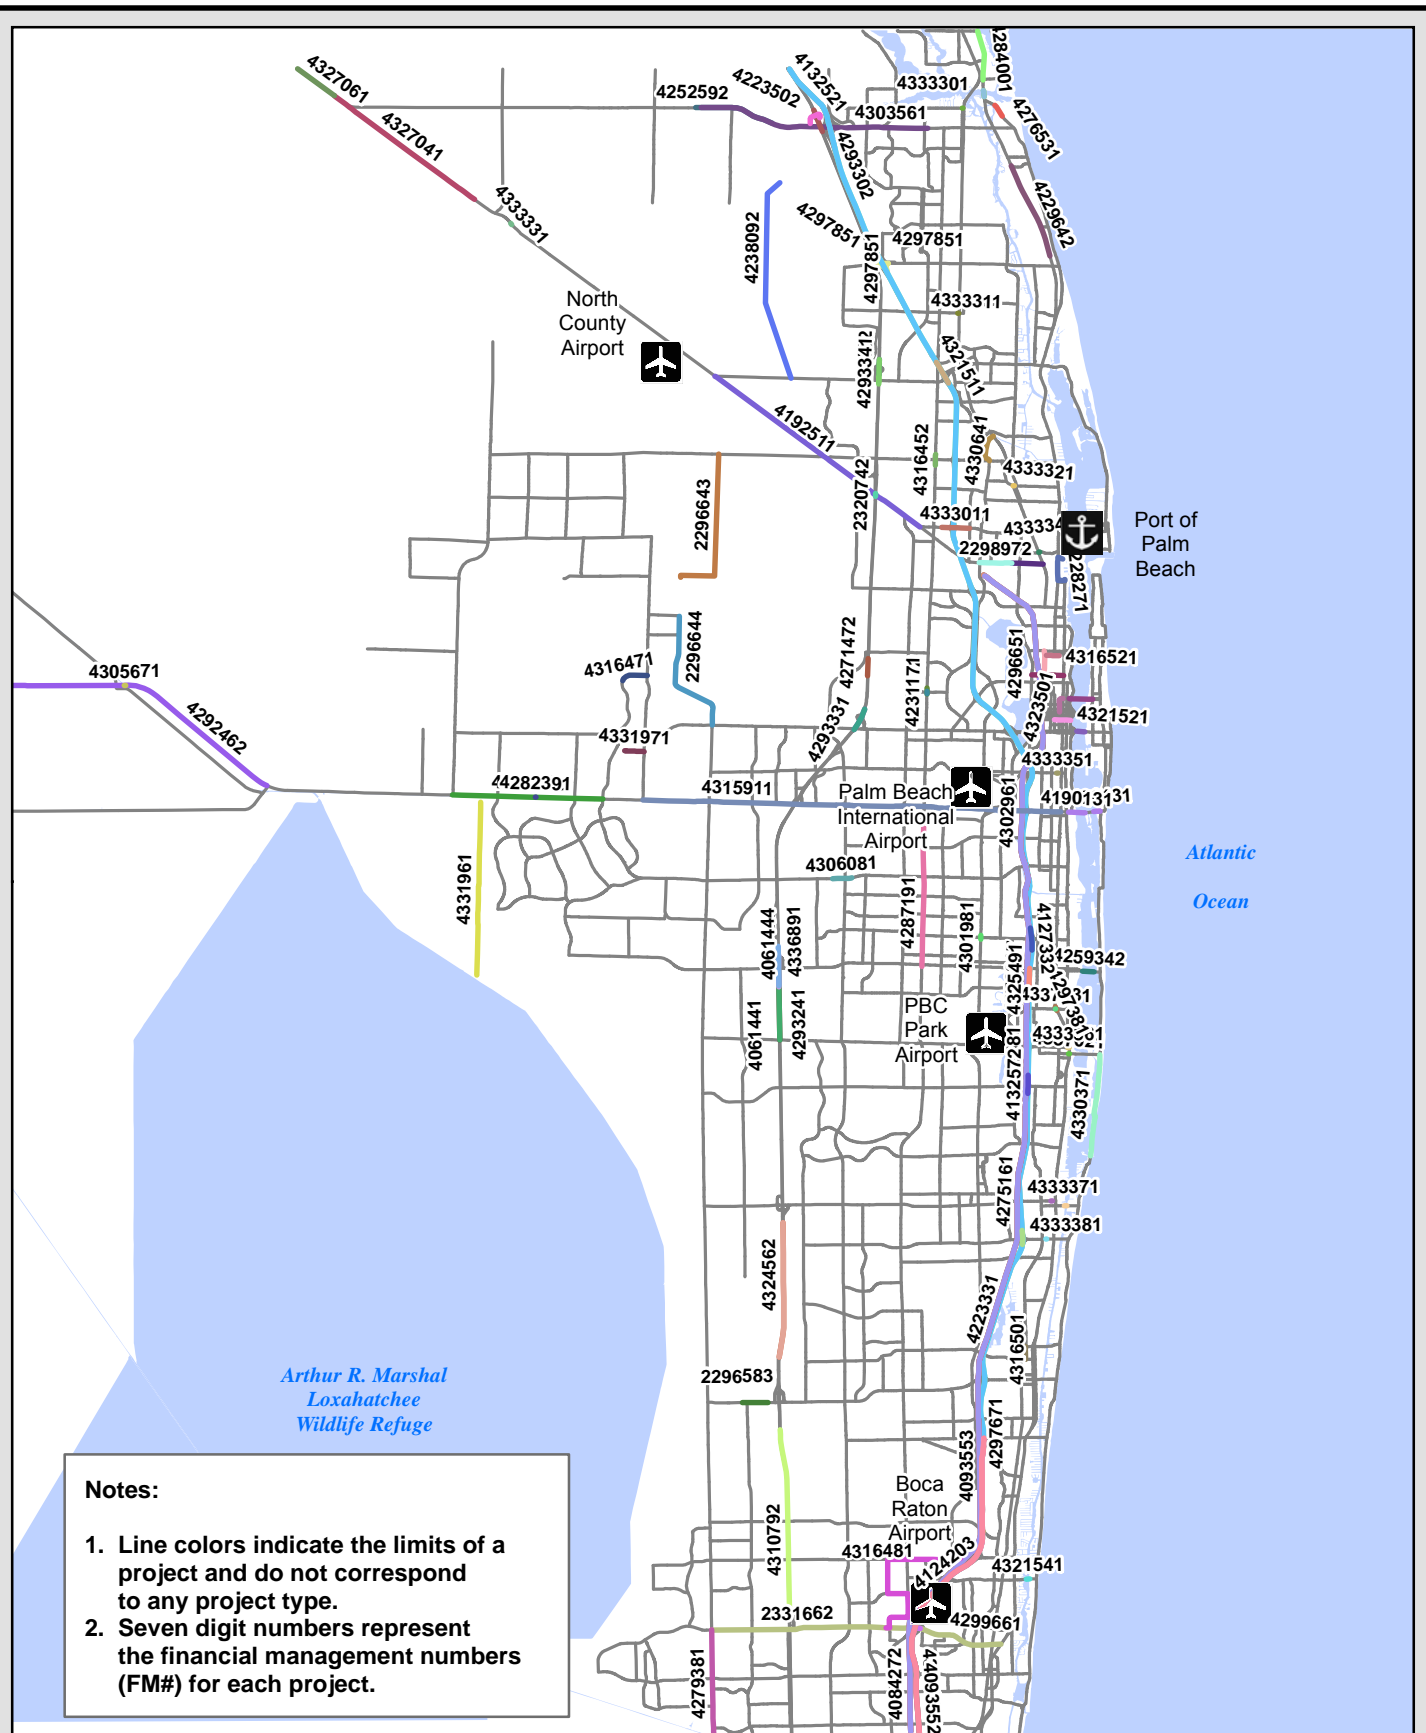 4284001
4327061
4132521
4223502
4333301
4252592
4303561
4276531
4327041
4293302
4229642
4333331
4297851
4297851
4297851
4238092
North
County
Airport
4333311
4321511
4192511
4316452
4330641
4333321
2320742
2296643
4333011
Port of
Palm
Beach
2298972
2296644
4271472
4296651
4316521
4305671
4316471
4231171
4323501
4321521
4292462
4293331
4331971
4333351
4315911
Palm Beach
International
Airport
4302961
4331961
4306081
Atlantic
Ocean
4287191
4061444
4336891
4301981
4259342
4325491
PBC
Park
Airport
4061441
4293241
4330371
4275161
4333371
4333381
4324562
4223331
4316501
2296583
Arthur R. Marshal
Loxahatchee
Wildlife Refuge
4297671
4093553
Boca
Raton
Airport
4310792
4316481
4124203
4321541
2331662
4299661
4279381
4084272
4093552
Notes:
1. Line colors indicate the limits of a
project and do not correspond
to any project type.
2. Seven digit numbers represent
the financial management numbers
(FM#) for each project.